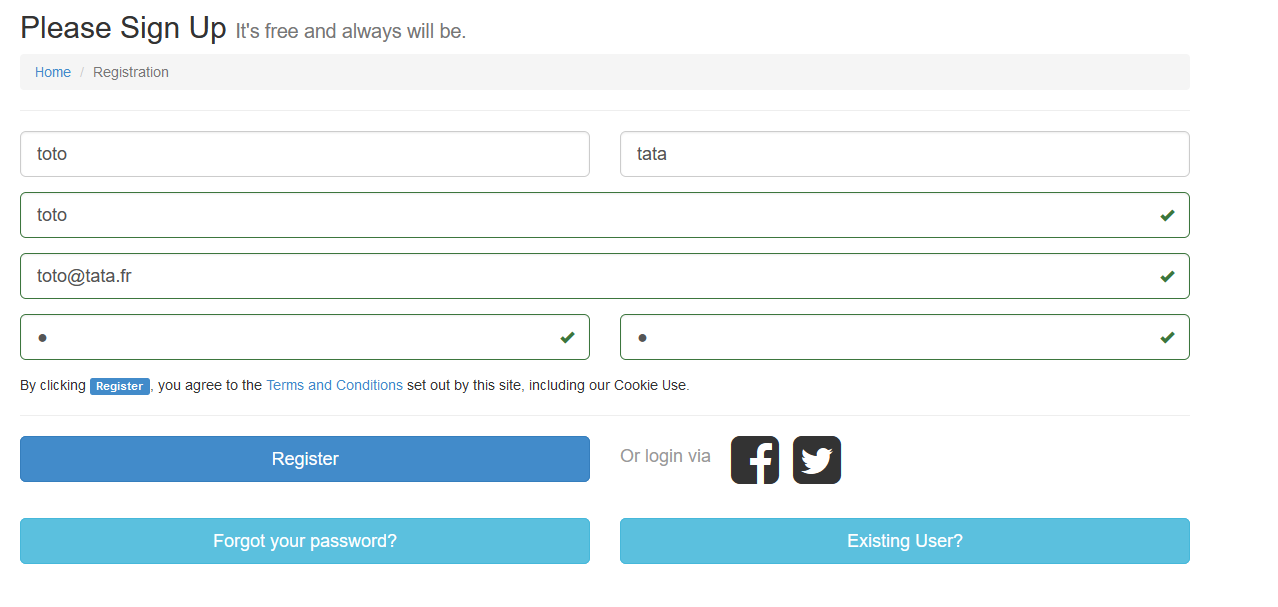 Please Sign Up It's free and always will be.
Home / Registration
toto tata
toto
toto@tata.fr
● ●
By clicking Register, you agree to the Terms and Conditions set out by this site, including our Cookie Use.
Register Or login via
Forgot your password? Existing User?